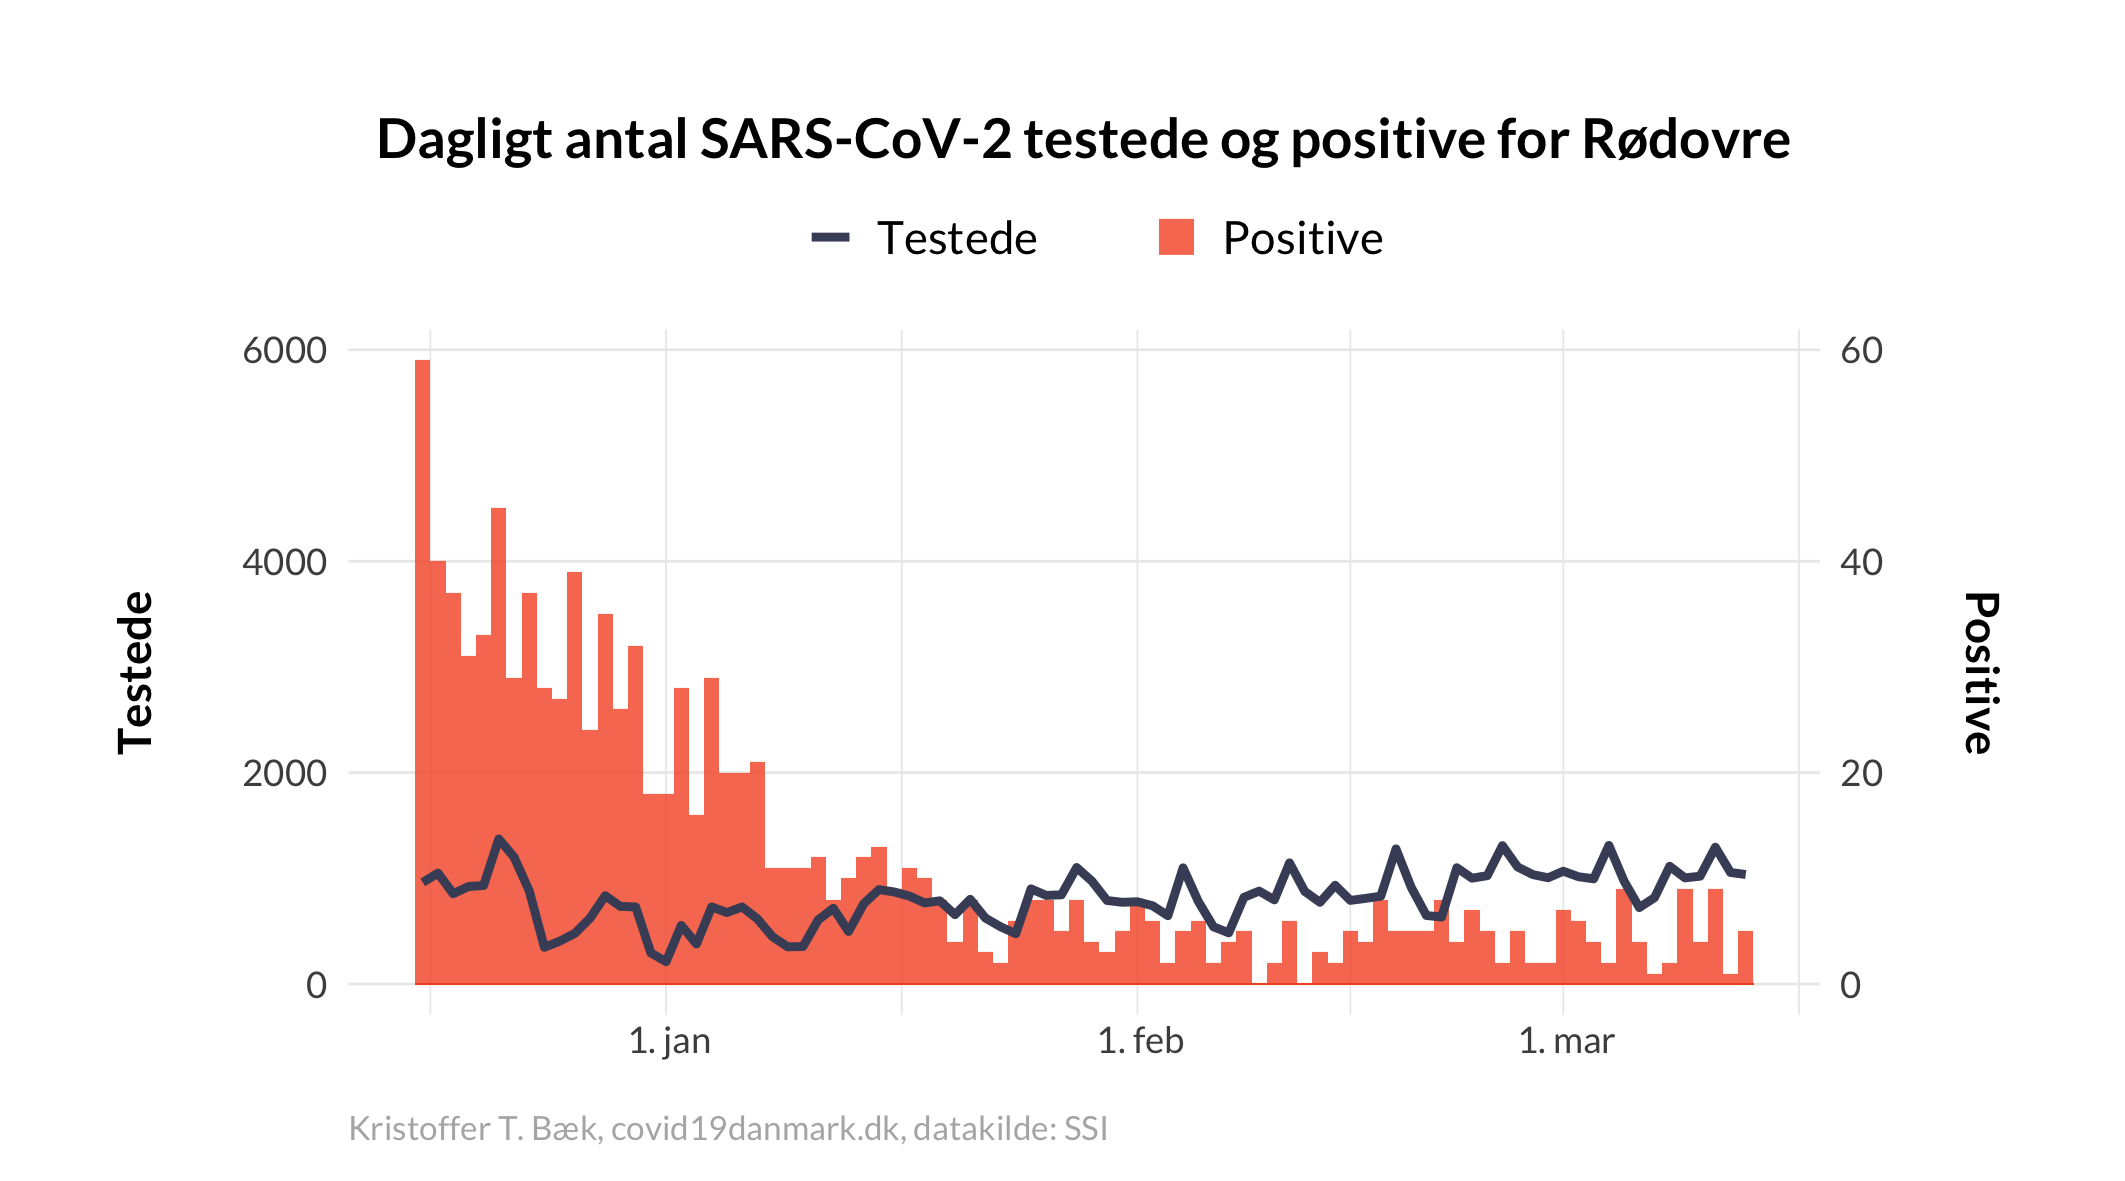 Dagligt antal SARS-CoV-2 testede og positive for Rødovre
Testede Positive
6000 60
4000 40
2000 20
0 0
Testede
Positive
1. jan 1. feb 1. mar
Kristoffer T. Bæk, covid19danmark.dk, datakilde: SSI